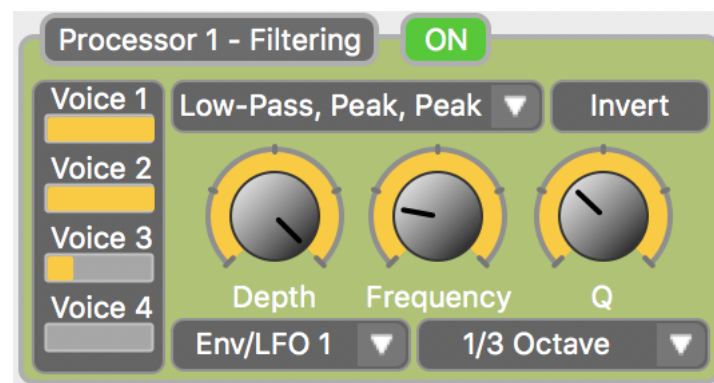 Processor 1 - Filtering
ON
Voice 1
Voice 2
Voice 3
Voice 4
Low-Pass, Peak, Peak
Invert
Depth
Frequency
Q
Env/LFO 1
1/3 Octave